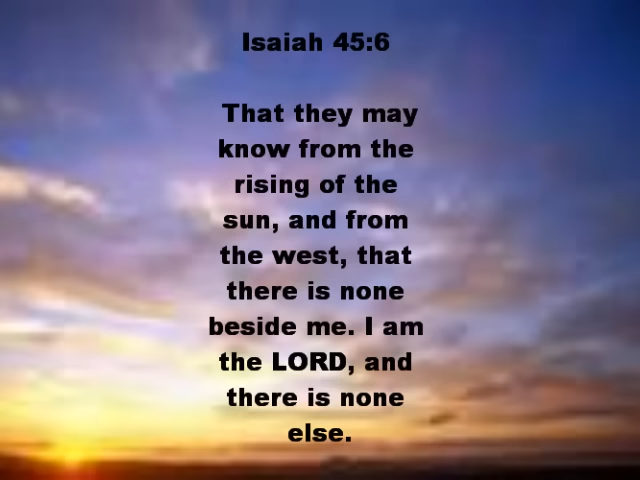 Isaiah 45:6
That they may
know from the
rising of the
sun, and from
the west, that
there is none
beside me. I am
the LORD, and
there is none
else.